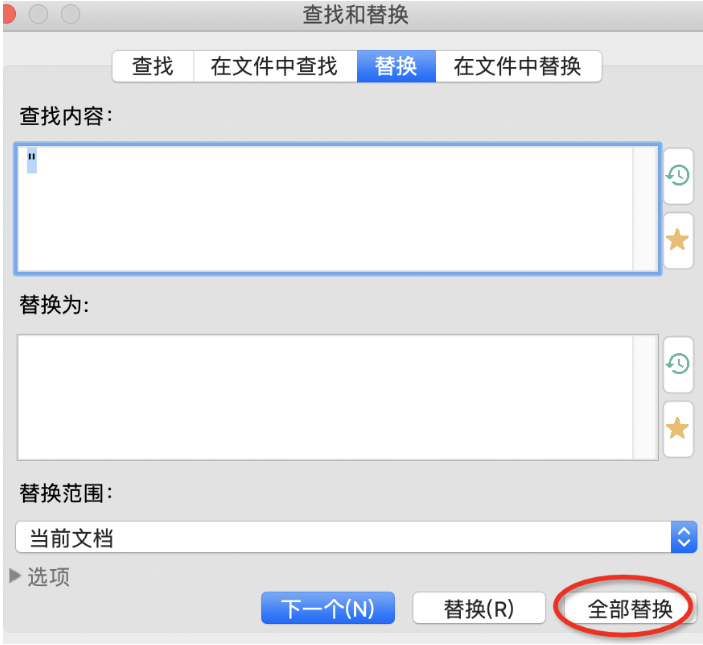 查找和替换
查找 在文件中查找 替换 在文件中替换
查找内容:
"
替换为:
替换范围:
当前文档
选项
下一个(N) 替换(R) 全部替换